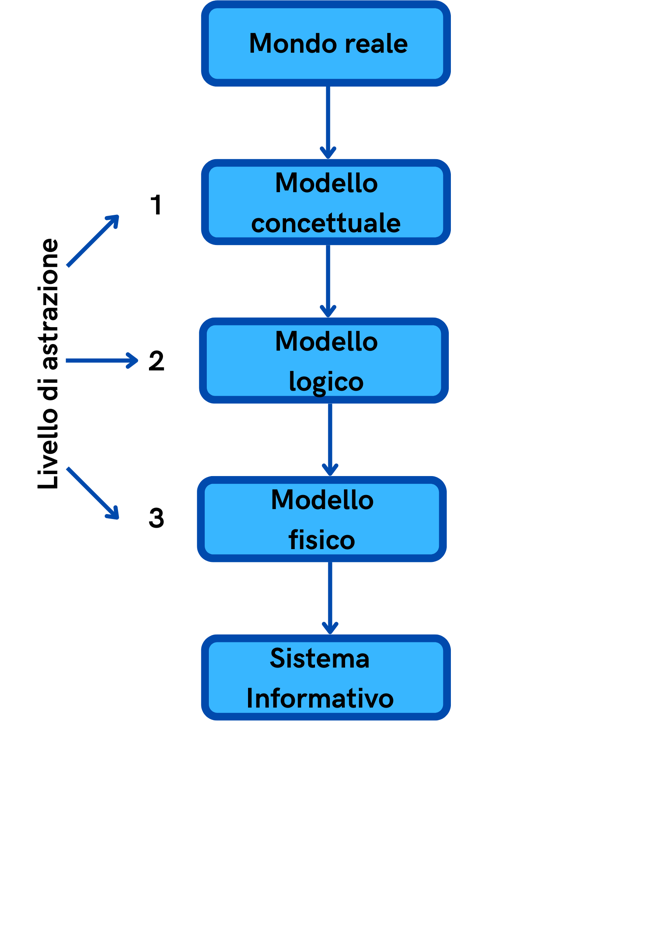 Mondo reale
Modello
concettuale
1
Livello di astrazione
Modello
logico
2
Modello
fisico
3
Sistema
Informativo